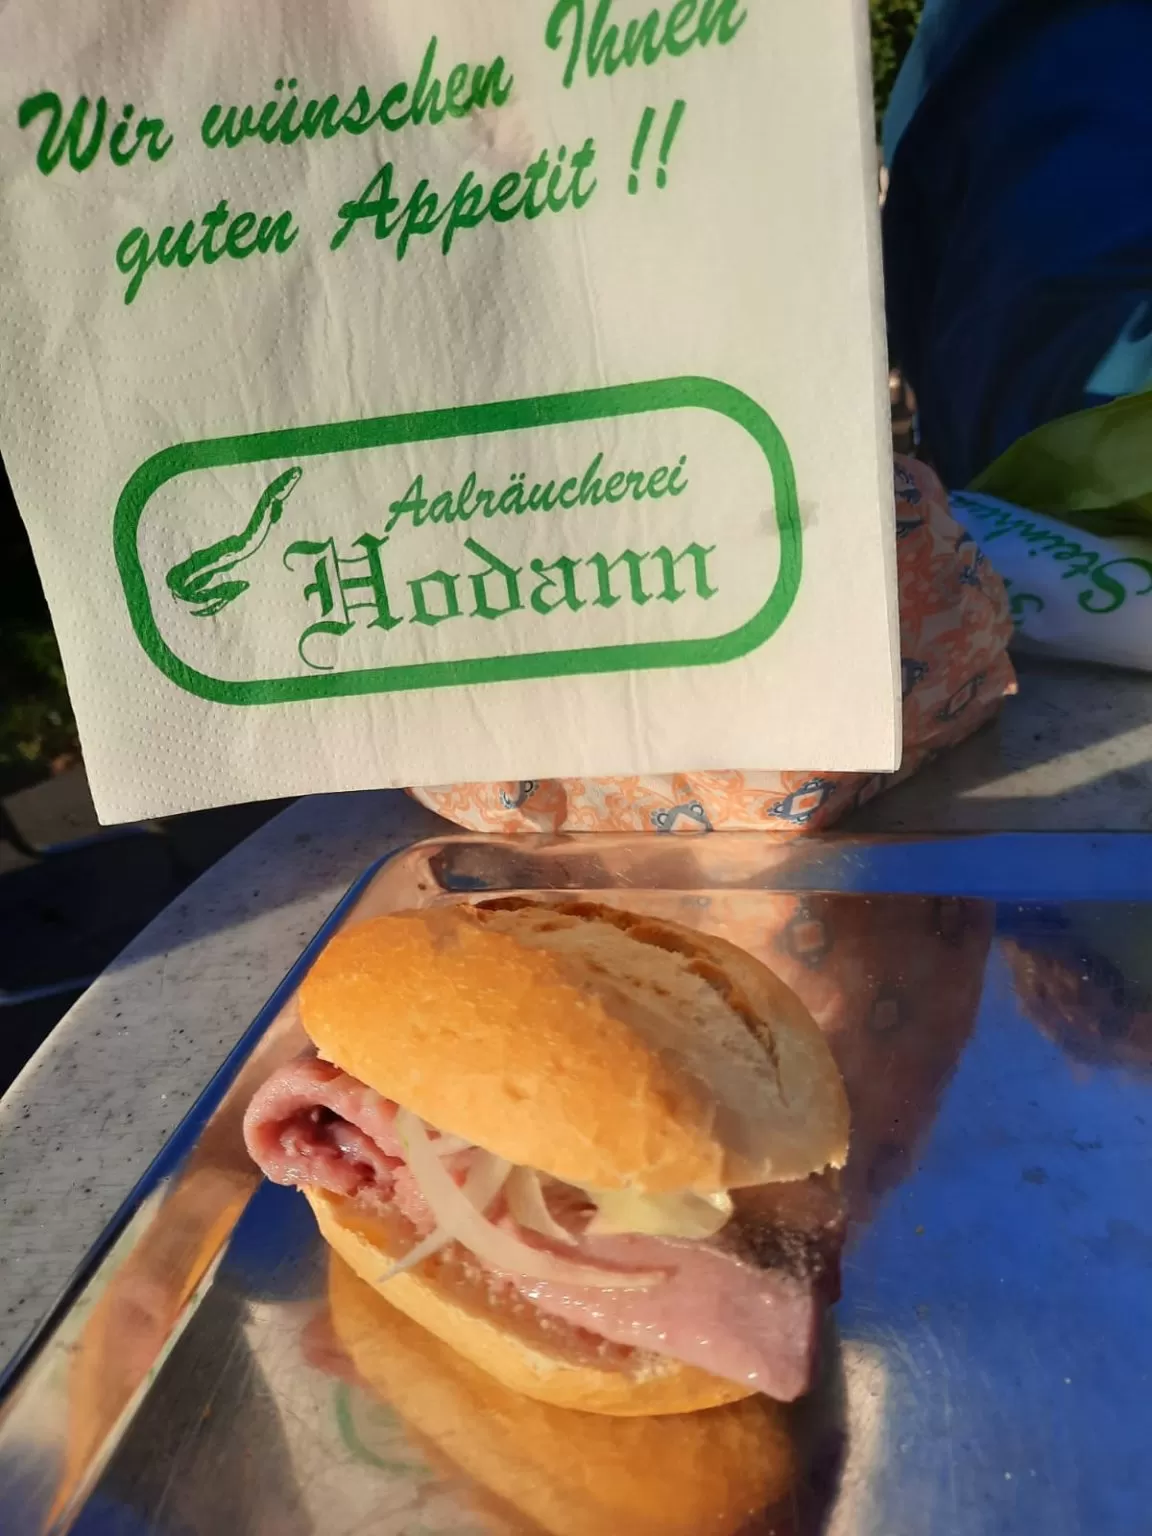 Wir wünschen Ihnen
guten Appetit !!
Aalräucherei
Hodann